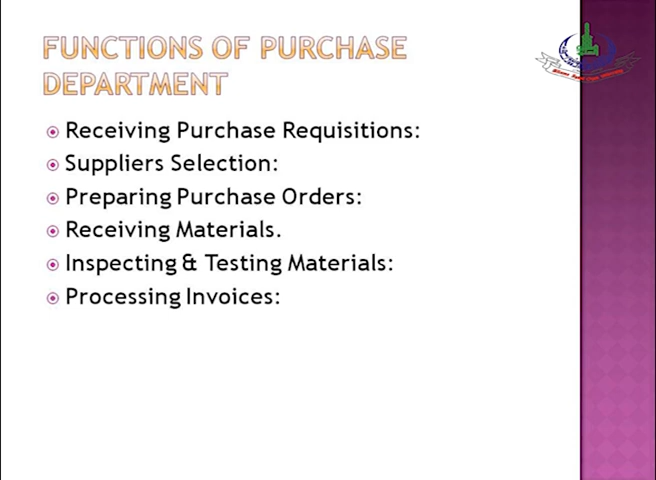 FUNCTIONS OF PURCHASE
DEPARTMENT
Receiving Purchase Requisitions:
Suppliers Selection:
Preparing Purchase Orders:
Receiving Materials.
Inspecting & Testing Materials:
Processing Invoices: